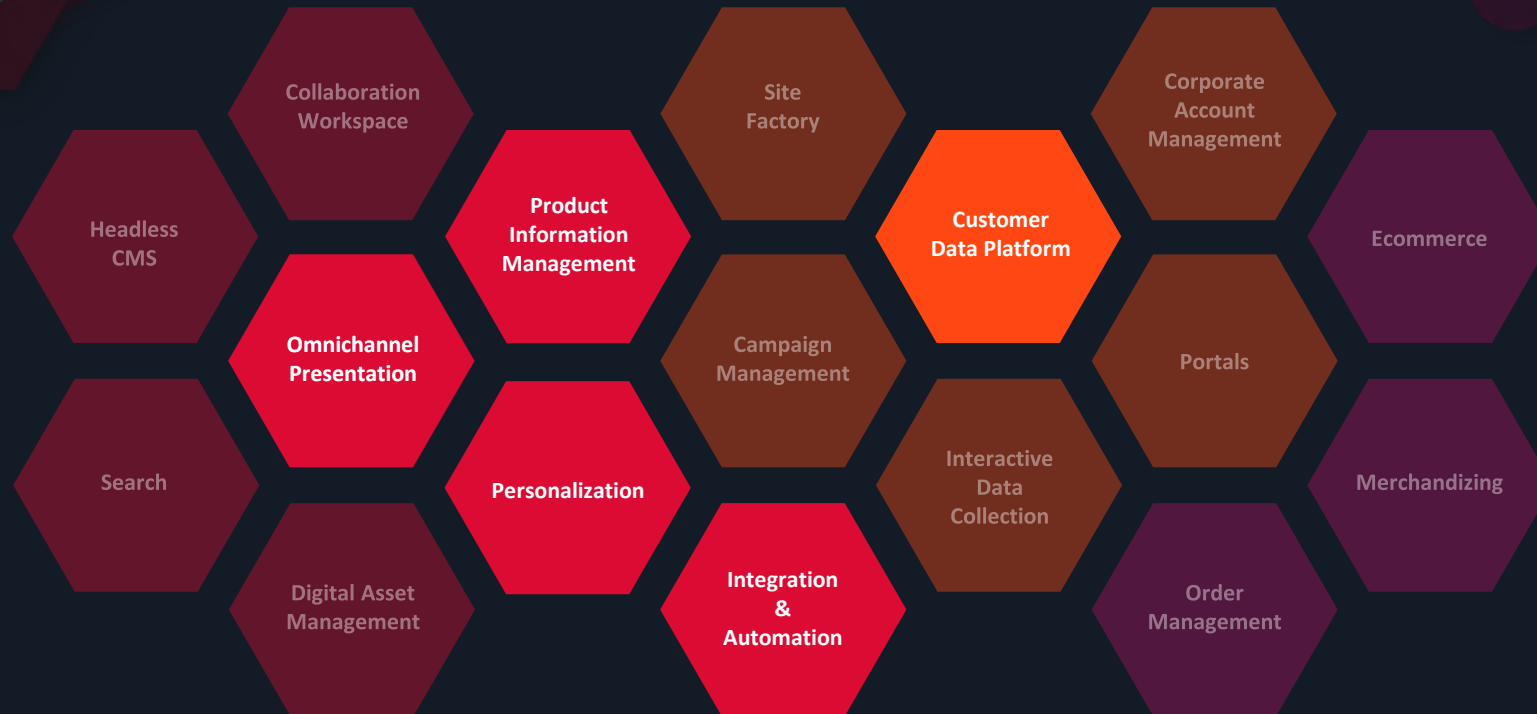 Collaboration
Workspace
Site
Factory
Corporate
Account
Management
Headless
CMS
Product
Information
Management
Customer
Data Platform
Ecommerce
Omnichannel
Presentation
Campaign
Management
Portals
Search
Personalization
Interactive
Data
Collection
Merchandizing
Digital Asset
Management
Integration
&
Automation
Order
Management